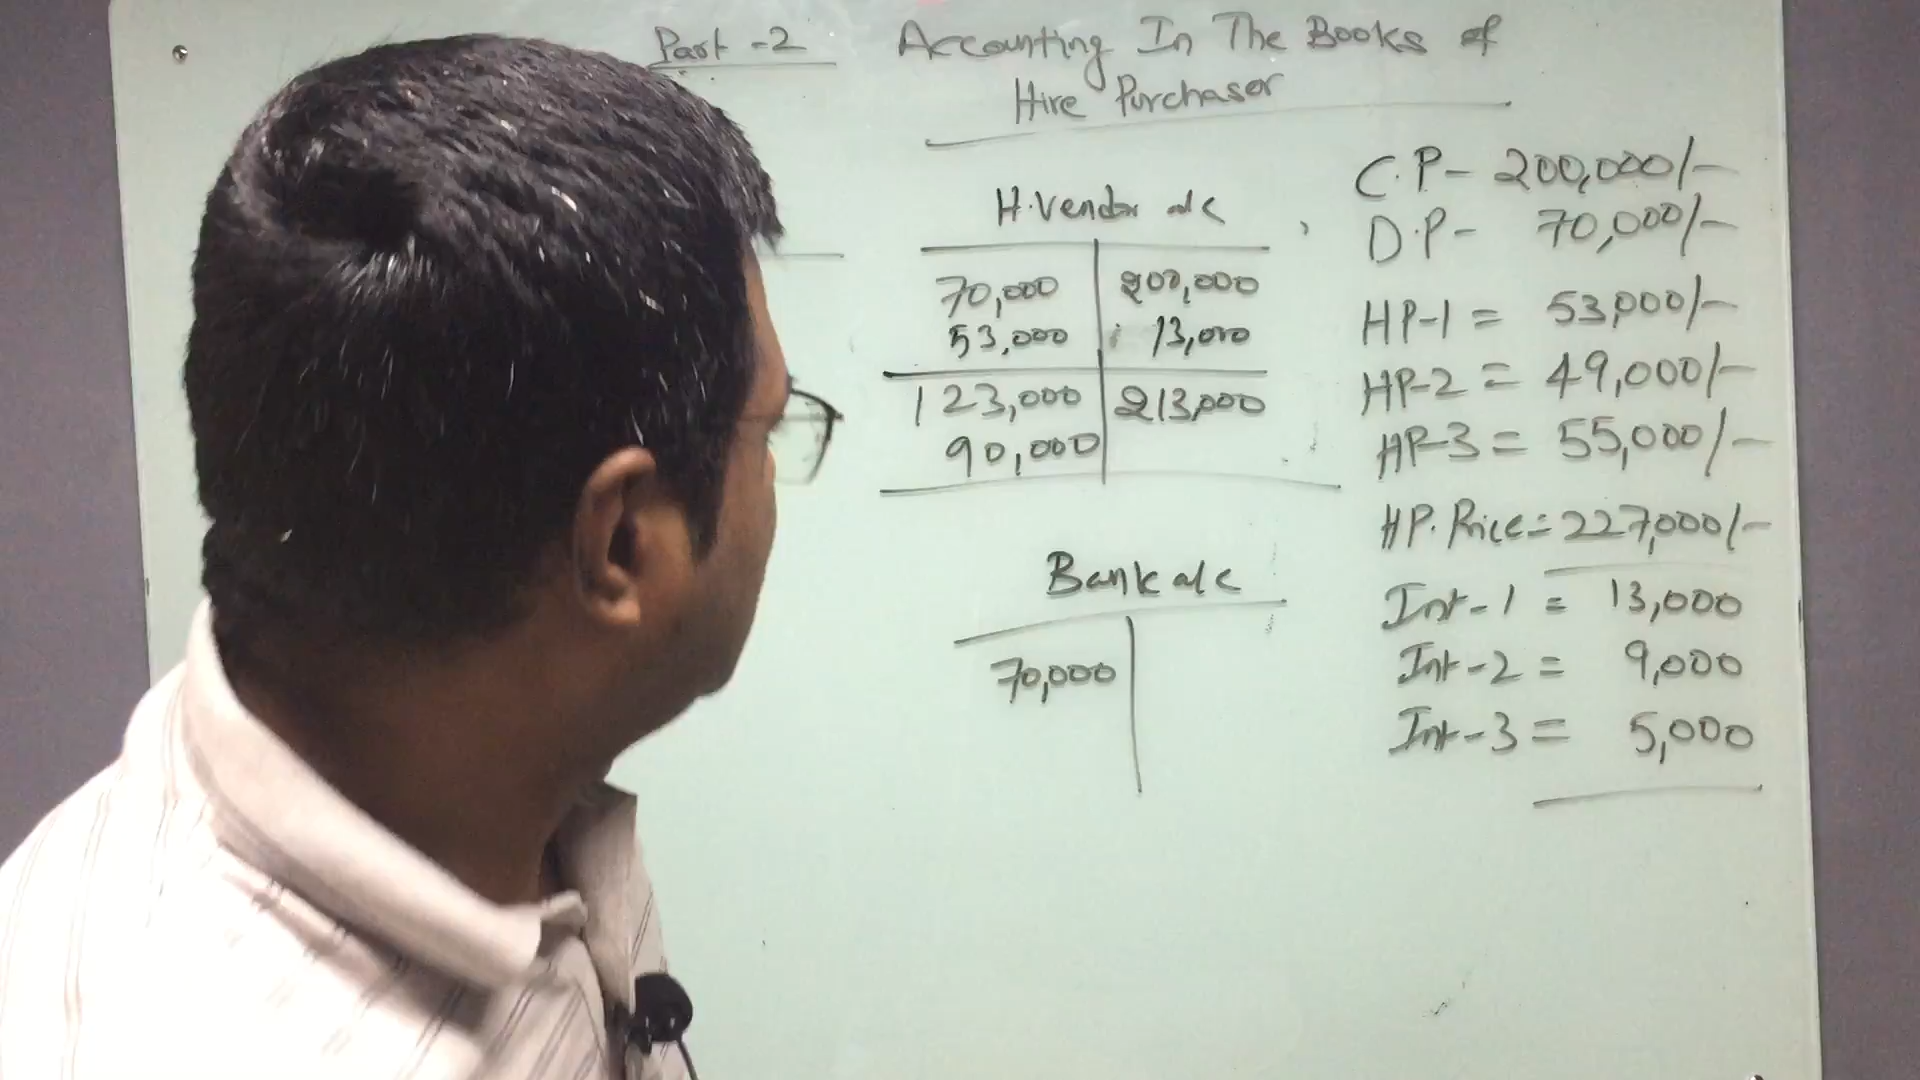 Part-2
Accounting In The Books of
Hire Purchaser
H.Vendor a/c
70,000 200,000
53,000 13,000
123,000 213,000
90,000
Bank a/c
70,000
C.P- 200,000/-
D.P- 70,000/-
HP-1 = 53,000/-
HP-2 = 49,000/-
HP-3 = 55,000/-
HP. Price = 227,000/-
Int-1 = 13,000
Int-2 = 9,000
Int-3 = 5,000